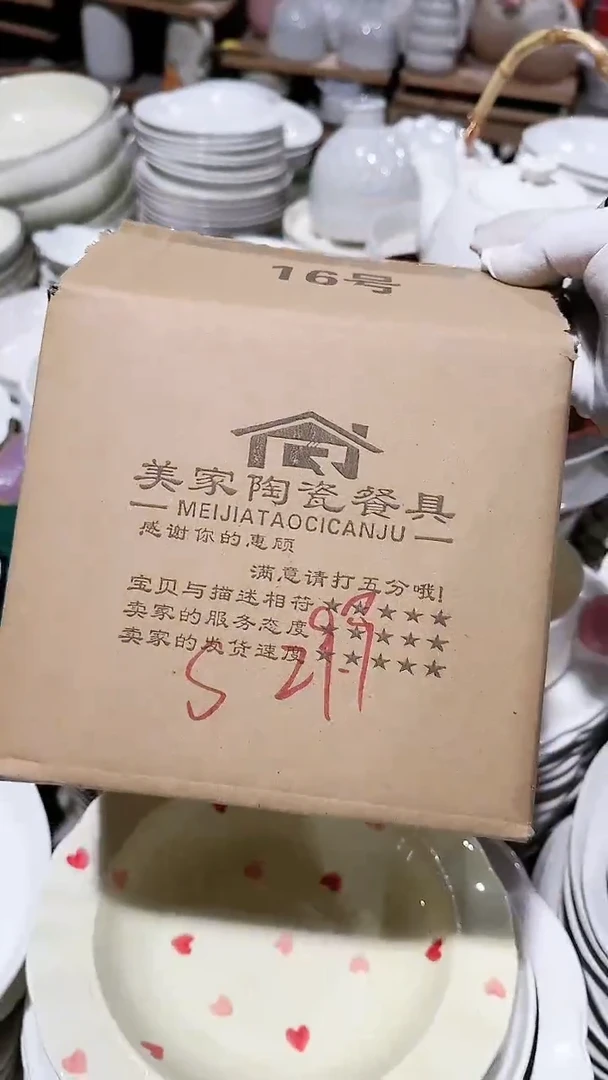 16号
美家陶瓷餐具
MEIJIATAOCICANJU
感谢你的惠顾
满意请打五分哦!
宝贝与描述相符★★★★★
卖家的服务态度★★★★★
卖家的发货速度★★★★★